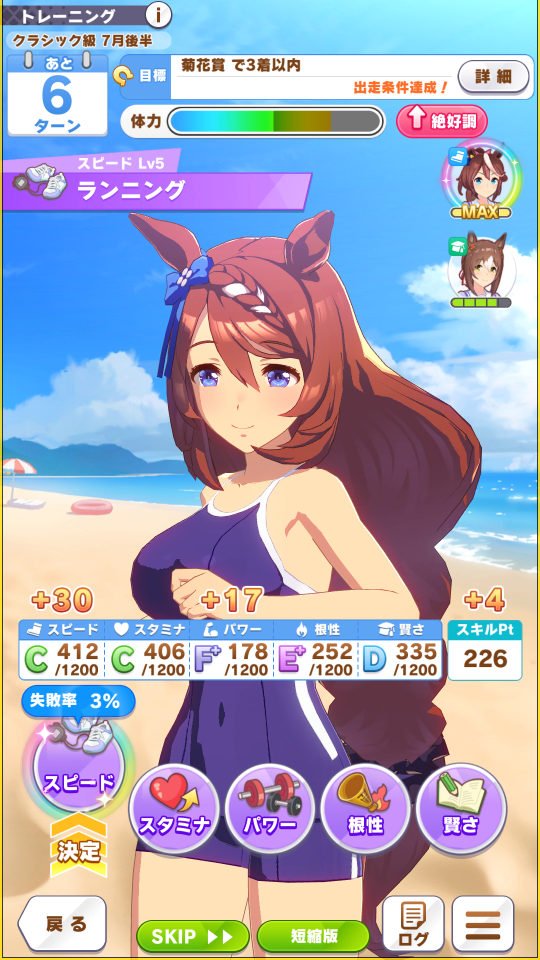 トレーニング
i
クラシック級 7月後半
あと
6
ターン
目標
菊花賞 で3着以内
出走条件達成！
詳細
体力
絶好調
スピード Lv5
ランニング
MAX
+30
+17
+4
スピード
スタミナ
パワー
根性
賢さ
スキルPt
C 412 /1200
C 406 /1200
F+ 178 /1200
E+ 252 /1200
D 335 /1200
226
失敗率 3%
スピード
決定
スタミナ
パワー
根性
賢さ
戻る
SKIP
短縮版
ログ